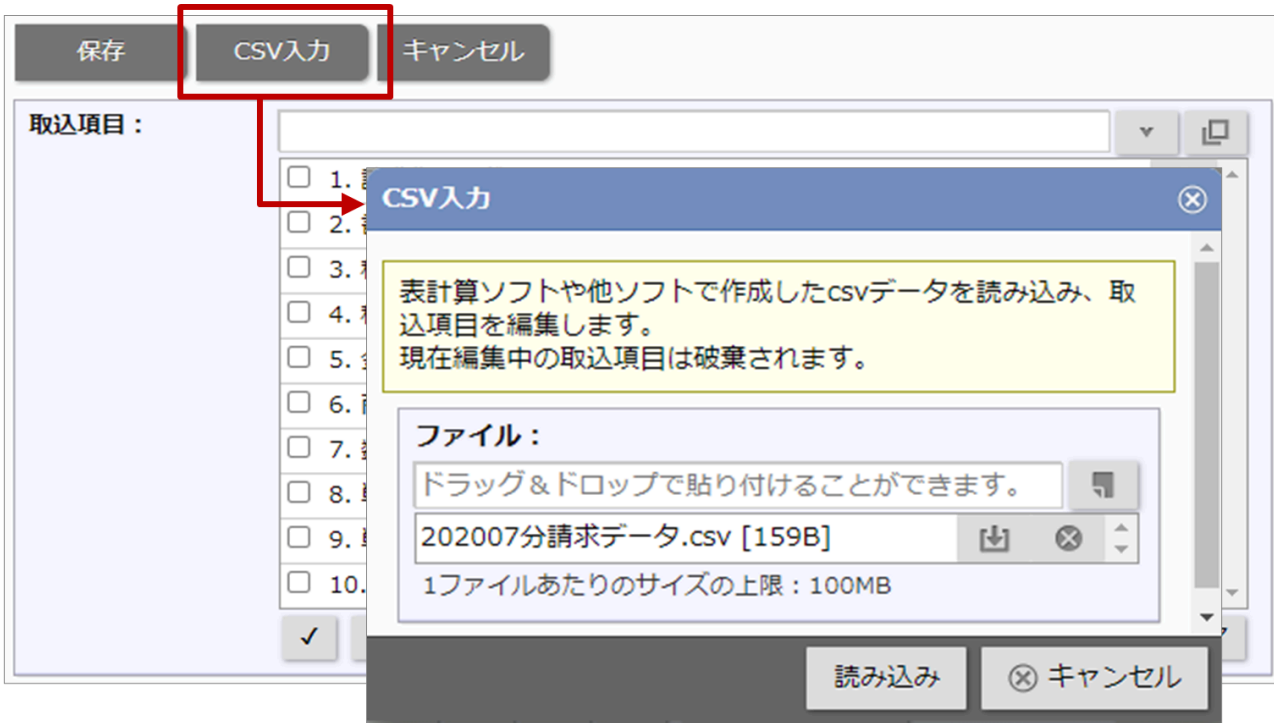 保存
CSV入力
キャンセル
取込項目：
1.
2.
3.
4.
5.
6.
7.
8.
9.
10.
CSV入力
表計算ソフトや他ソフトで作成したcsvデータを読み込み、取
込項目を編集します。
現在編集中の取込項目は破棄されます。
ファイル：
ドラッグ＆ドロップで貼り付けることができます。
202007分請求データ.csv [159B]
1ファイルあたりのサイズの上限：100MB
読み込み
キャンセル